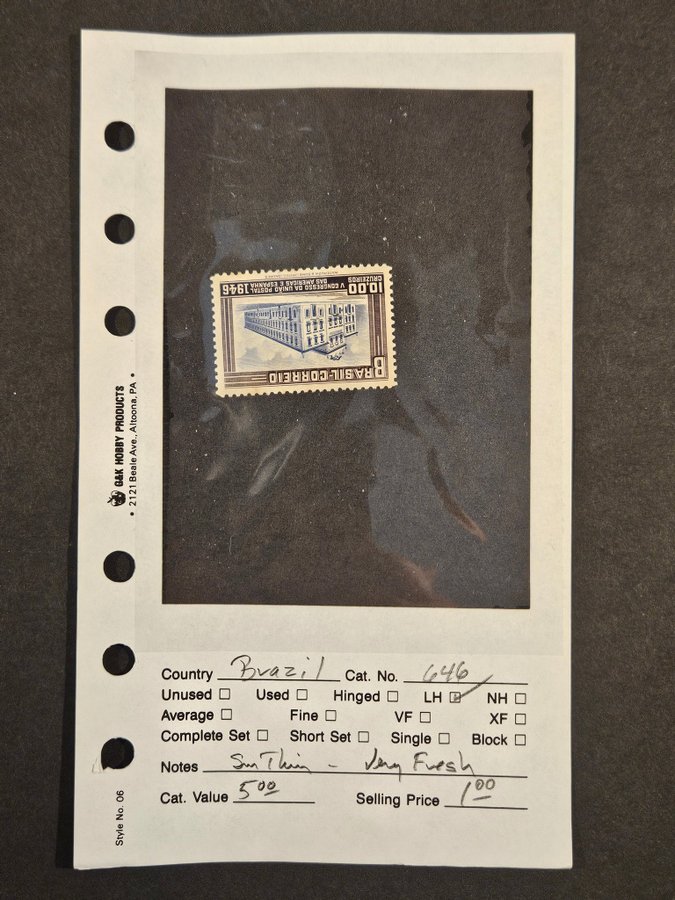 BRASIL-CORREIO
V CONGRESSO DA UNIÃO POSTAL
DAS AMERICAS E ESPANHA 1946
10,00
CRUZEIROS
G&K HOBBY PRODUCTS
• 2121 Beale Ave., Altoona, PA •
Country Brazil Cat. No. 646
Unused ☐ Used ☐ Hinged ☐ LH ☑ NH ☐
Average ☐ Fine ☐ VF ☐ XF ☐
Complete Set ☐ Short Set ☐ Single ☐ Block ☐
Notes Sm Thin - Very Fresh
Cat. Value 5.00 Selling Price 1.00
Style No. 06